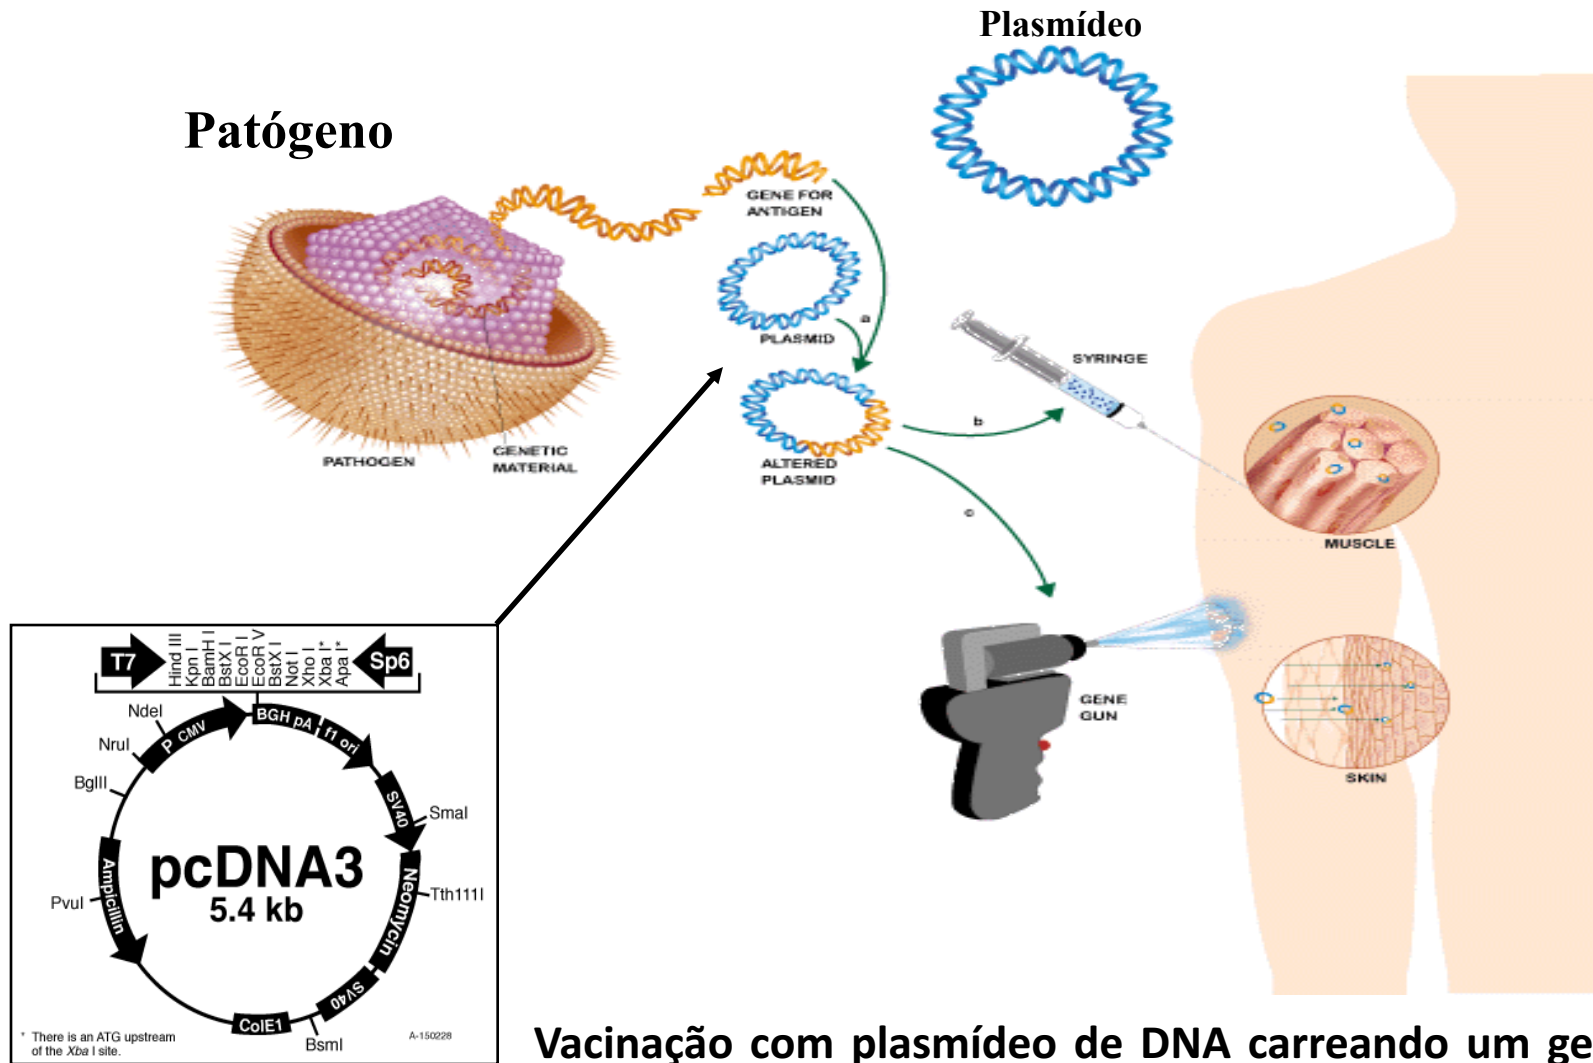 Plasmídeo
Patógeno
GENE FOR
ANTIGEN
a
PLASMID
SYRINGE
b
PATHOGEN
GENETIC
MATERIAL
ALTERED
PLASMID
c
MUSCLE
GENE
GUN
SKIN
T7
Hind III
Kpn I
BamH I
BstX I
EcoR I
EcoR V
BstX I
Not I
Xho I
Xba I*
Apa I*
Sp6
NdeI
NruI
BglII
P CMV
BGH pA
f1 ori
SV40
SmaI
pcDNA3
5.4 kb
Ampicillin
PvuI
Neomycin
Tth111I
SV40
ColE1
BsmI
* There is an ATG upstream
of the Xba I site.
A-150228
Vacinação com plasmídeo de DNA carreando um ge